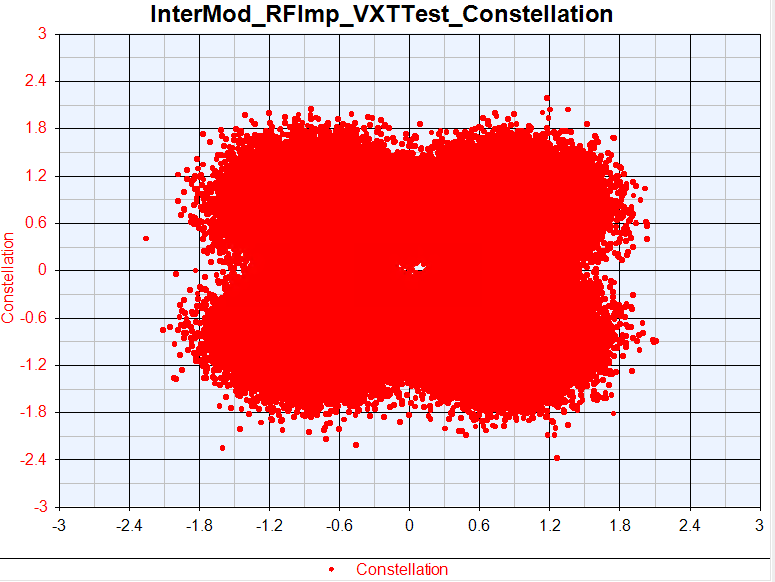 InterMod_RFImp_VXTTest_Constellation
3
2.4
1.8
1.2
0.6
0
-0.6
-1.2
-1.8
-2.4
-3
Constellation
-3 -2.4 -1.8 -1.2 -0.6 0 0.6 1.2 1.8 2.4 3
Constellation